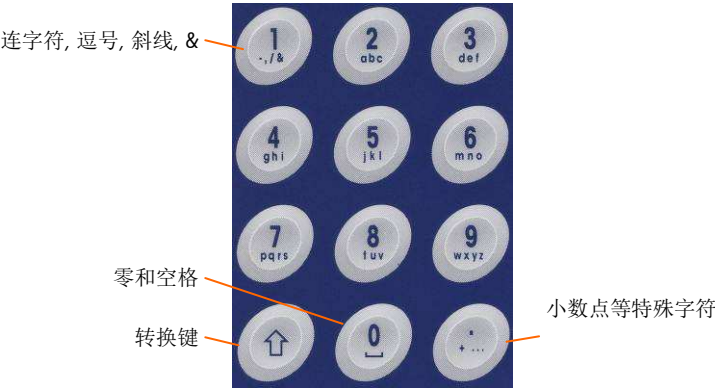 连字符, 逗号, 斜线, &
1
-,/&
2
abc
3
def
4
ghi
5
jkl
6
mno
7
pqrs
8
tuv
9
wxyz
零和空格
小数点等特殊字符
转换键
0
.
+ ...